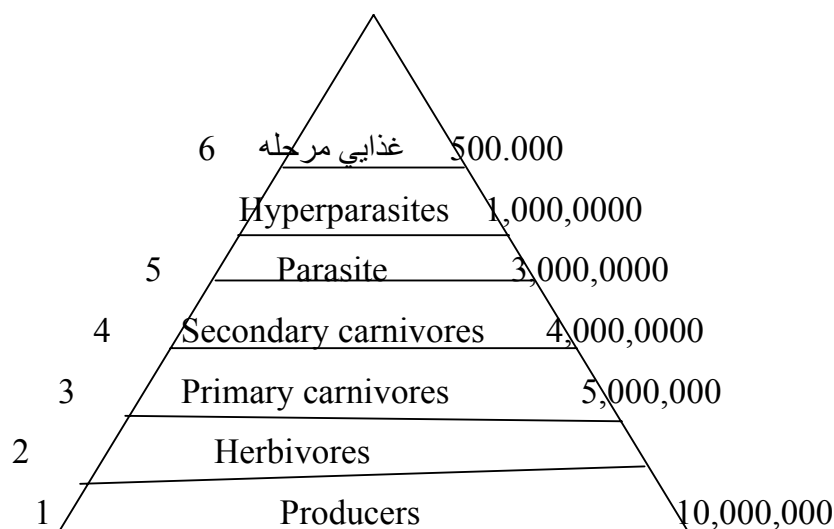 6 غذايي مرحله 500.000
Hyperparasites 1,000,0000
5 Parasite 3,000,0000
4 Secondary carnivores 4,000,0000
3 Primary carnivores 5,000,000
2 Herbivores
1 Producers 10,000,000